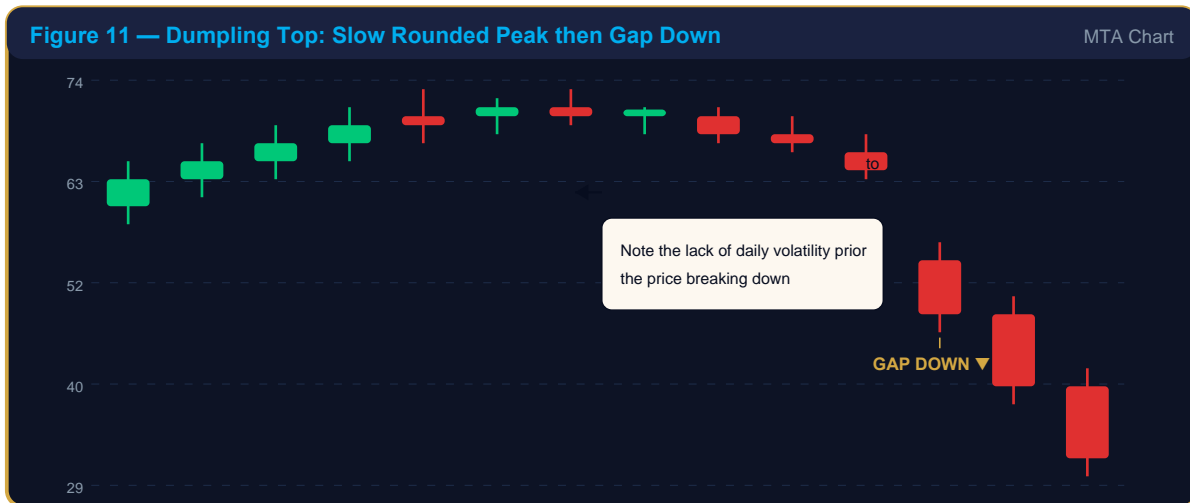 Figure 11 — Dumpling Top: Slow Rounded Peak then Gap Down
MTA Chart
74
63
52
40
29
to
Note the lack of daily volatility prior
the price breaking down
GAP DOWN ▼